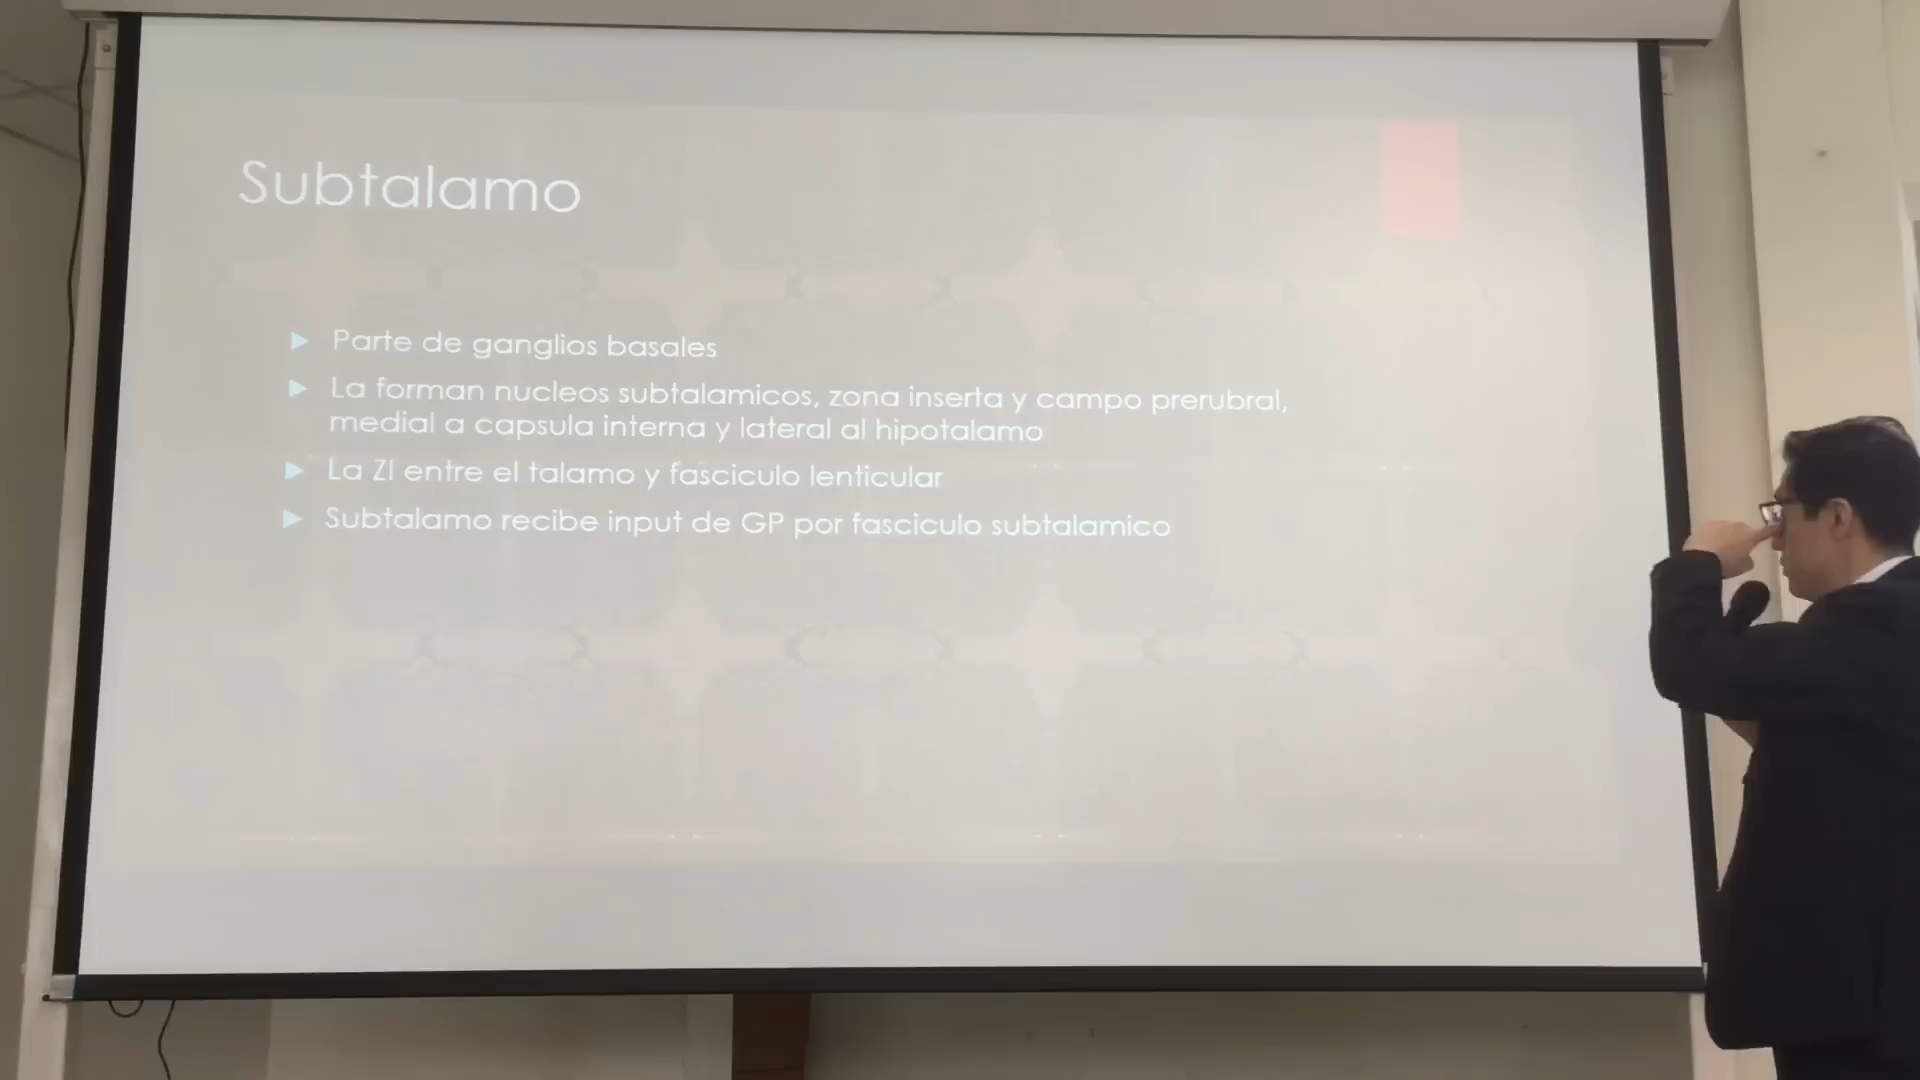 Subtalamo
Parte de ganglios basales
La forman nucleos subtalamicos, zona inserta y campo prerubral,
medial a capsula interna y lateral al hipotalamo
La ZI entre el talamo y fasciculo lenticular
Subtalamo recibe input de GP por fasciculo subtalamico